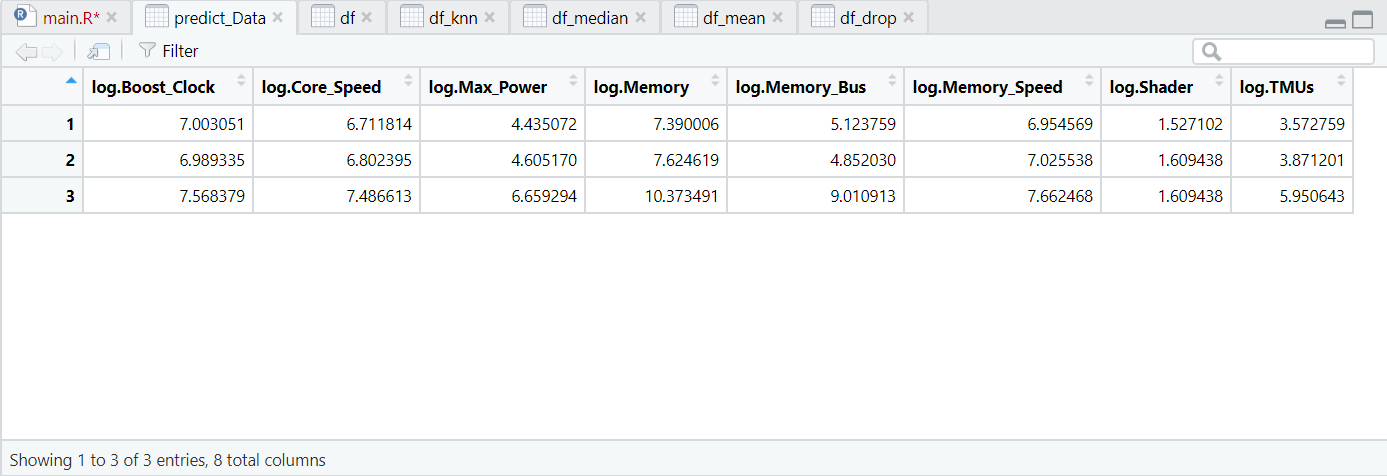 main.R* predict_Data df df_knn df_median df_mean df_drop
Filter
log.Boost_Clock log.Core_Speed log.Max_Power log.Memory log.Memory_Bus log.Memory_Speed log.Shader log.TMUs
1 7.003051 6.711814 4.435072 7.390006 5.123759 6.954569 1.527102 3.572759
2 6.989335 6.802395 4.605170 7.624619 4.852030 7.025538 1.609438 3.871201
3 7.568379 7.486613 6.659294 10.373491 9.010913 7.662468 1.609438 5.950643
Showing 1 to 3 of 3 entries, 8 total columns